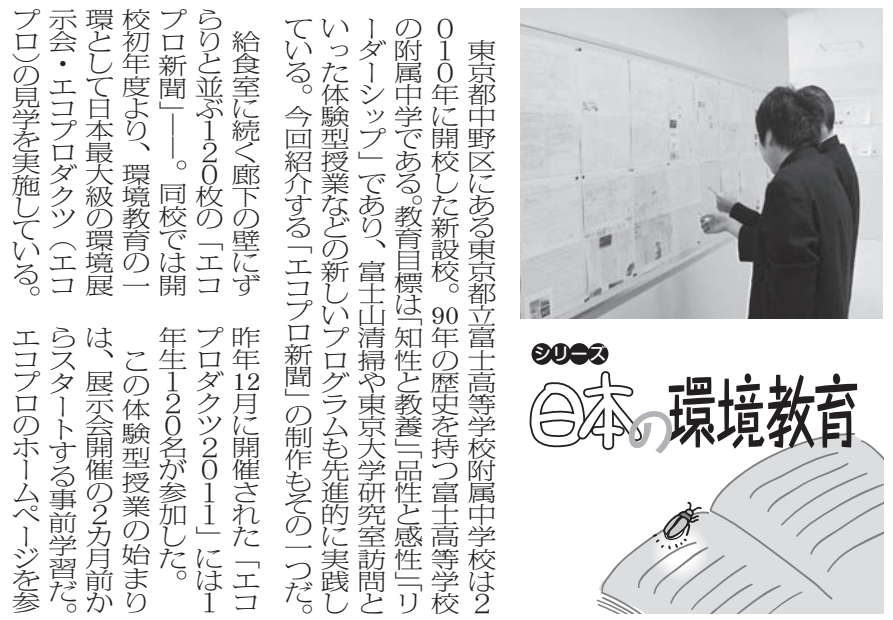 シリーズ
日本の環境教育
　東京都中野区にある東京都立富士高等学校附属中学校は2
010年に開校した新設校。90年の歴史を持つ富士高等学校
の附属中学である。教育目標は「知性と教養」「品性と感性」「リ
ーダーシップ」であり、富士山清掃や東京大学研究室訪問と
いった体験型授業などの新しいプログラムも先進的に実践し
ている。今回紹介する「エコプロ新聞」の制作もその一つだ。
　給食室に続く廊下の壁にず
らりと並ぶ120枚の「エコ
プロ新聞」――。同校では開
校初年度より、環境教育の一
環として日本最大級の環境展
示会・エコプロダクツ（エコ
プロ）の見学を実施している。
昨年12月に開催された「エコ
プロダクツ2011」には1
年生120名が参加した。
　この体験型授業の始まり
は、展示会開催の2カ月前か
らスタートする事前学習だ。
エコプロのホームページを参